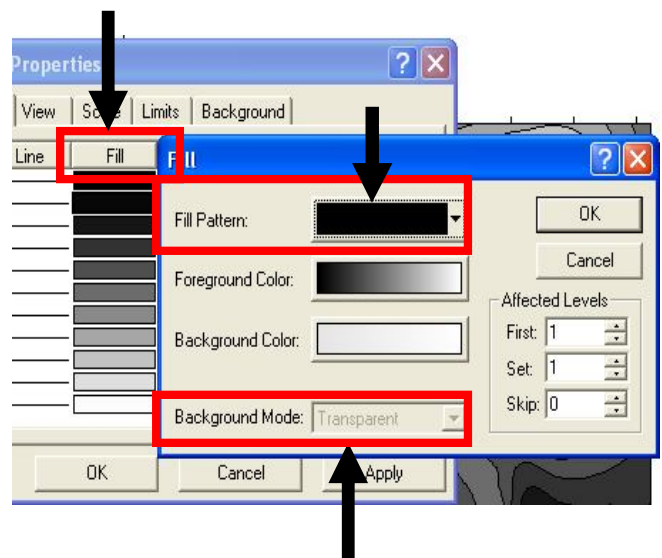 Properties
View Scale Limits Background
Line Fill
Fill
Fill Pattern:
OK
Cancel
Foreground Color:
Affected Levels
Background Color:
First: 1
Set: 1
Skip: 0
Background Mode: Transparent
OK Cancel Apply